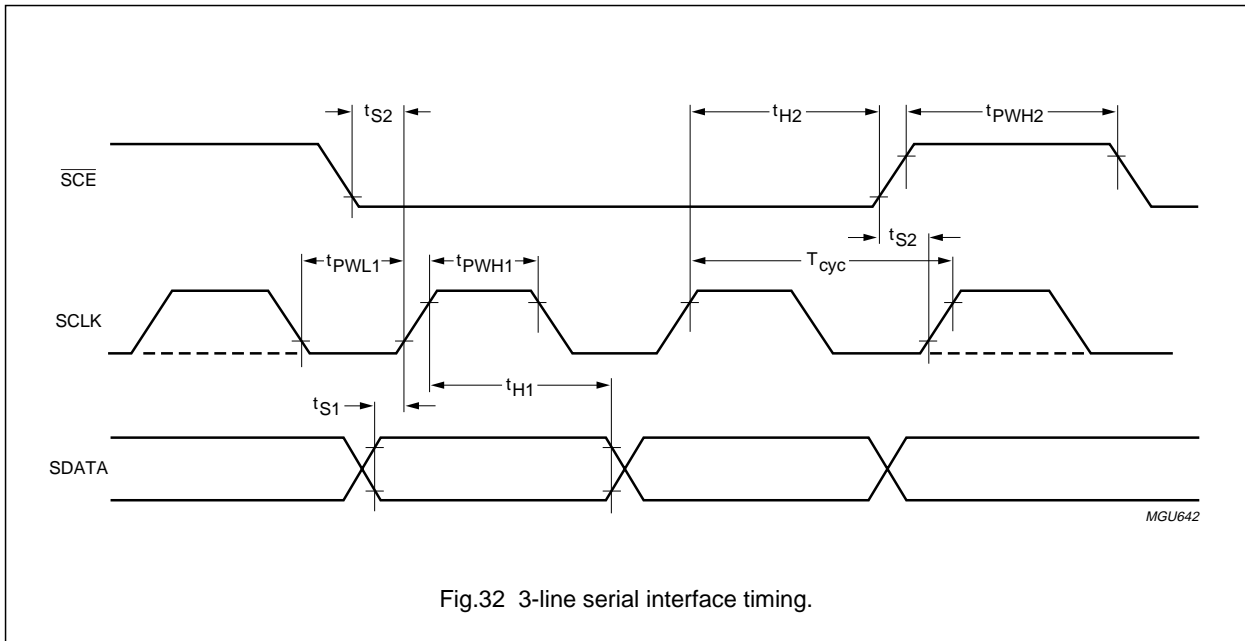 tS2
tH2
tPWH2
SCE
tS2
tPWL1
tPWH1
Tcyc
SCLK
tH1
tS1
SDATA
MGU642
Fig.32 3-line serial interface timing.